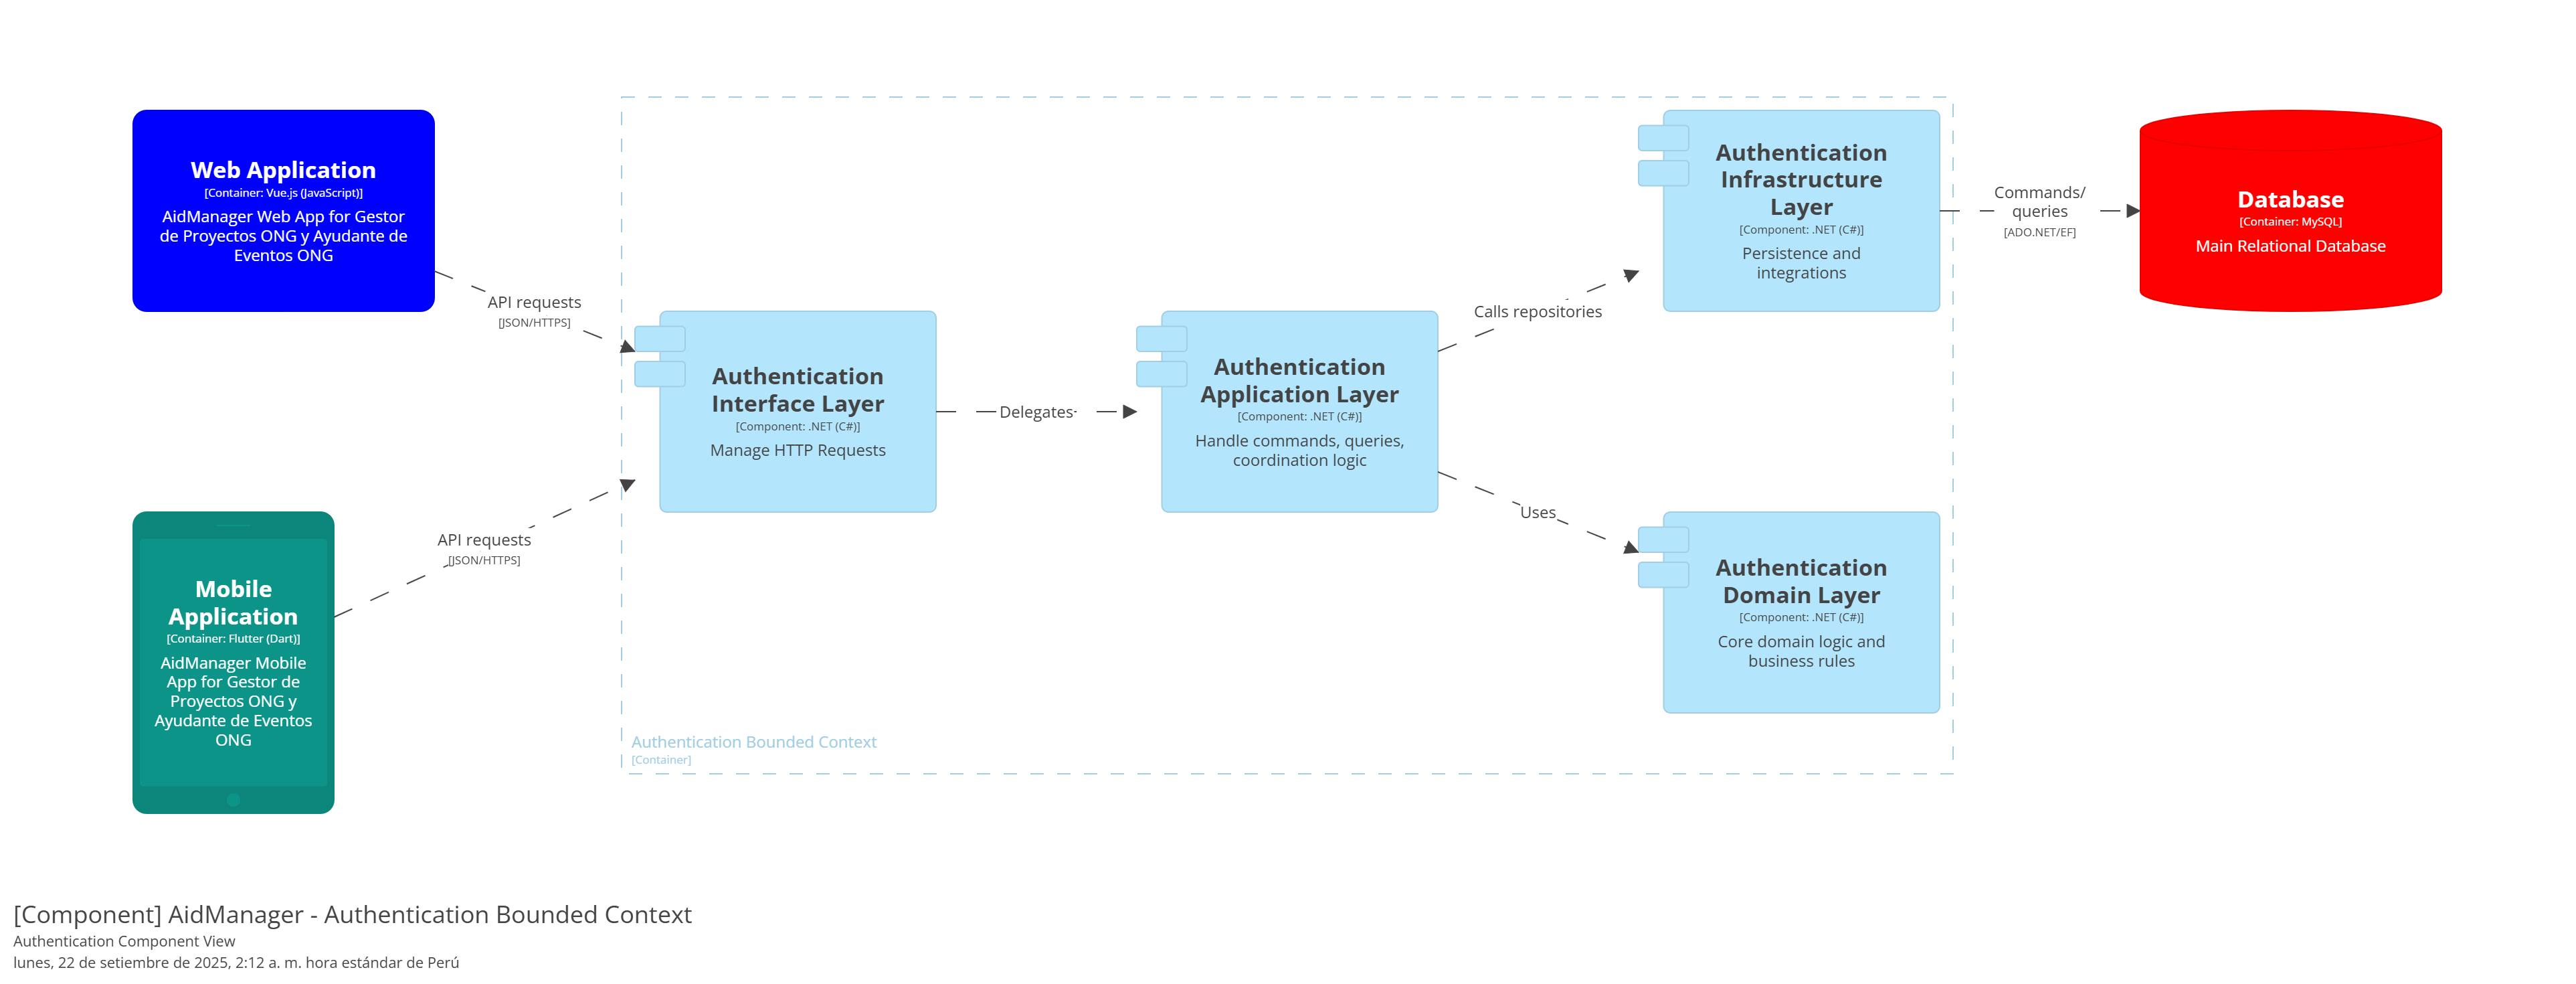 Web Application
[Container: Vue.js (JavaScript)]
AidManager Web App for Gestor
de Proyectos ONG y Ayudante de
Eventos ONG
API requests
[JSON/HTTPS]
Mobile
Application
[Container: Flutter (Dart)]
AidManager Mobile
App for Gestor de
Proyectos ONG y
Ayudante de Eventos
ONG
API requests
[JSON/HTTPS]
Authentication
Interface Layer
[Component: .NET (C#)]
Manage HTTP Requests
Delegates
Authentication
Application Layer
[Component: .NET (C#)]
Handle commands, queries,
coordination logic
Calls repositories
Uses
Authentication
Infrastructure
Layer
[Component: .NET (C#)]
Persistence and
integrations
Authentication
Domain Layer
[Component: .NET (C#)]
Core domain logic and
business rules
Commands/
queries
[ADO.NET/EF]
Database
[Container: MySQL]
Main Relational Database
Authentication Bounded Context
[Container]
[Component] AidManager - Authentication Bounded Context
Authentication Component View
lunes, 22 de setiembre de 2025, 2:12 a. m. hora estándar de Perú